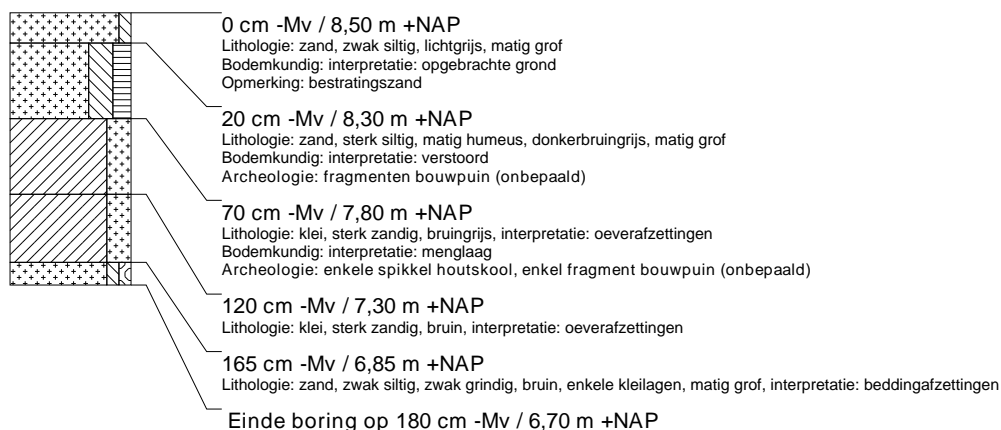 0 cm -Mv / 8,50 m +NAP
Lithologie: zand, zwak siltig, lichtgrijs, matig grof
Bodemkundig: interpretatie: opgebrachte grond
Opmerking: bestratingszand
20 cm -Mv / 8,30 m +NAP
Lithologie: zand, sterk siltig, matig humeus, donkerbruingrijs, matig grof
Bodemkundig: interpretatie: verstoord
Archeologie: fragmenten bouwpuin (onbepaald)
70 cm -Mv / 7,80 m +NAP
Lithologie: klei, sterk zandig, bruingrijs, interpretatie: oeverafzettingen
Bodemkundig: interpretatie: menglaag
Archeologie: enkele spikkel houtskool, enkel fragment bouwpuin (onbepaald)
120 cm -Mv / 7,30 m +NAP
Lithologie: klei, sterk zandig, bruin, interpretatie: oeverafzettingen
165 cm -Mv / 6,85 m +NAP
Lithologie: zand, zwak siltig, zwak grindig, bruin, enkele kleilagen, matig grof, interpretatie: beddingafzettingen
Einde boring op 180 cm -Mv / 6,70 m +NAP